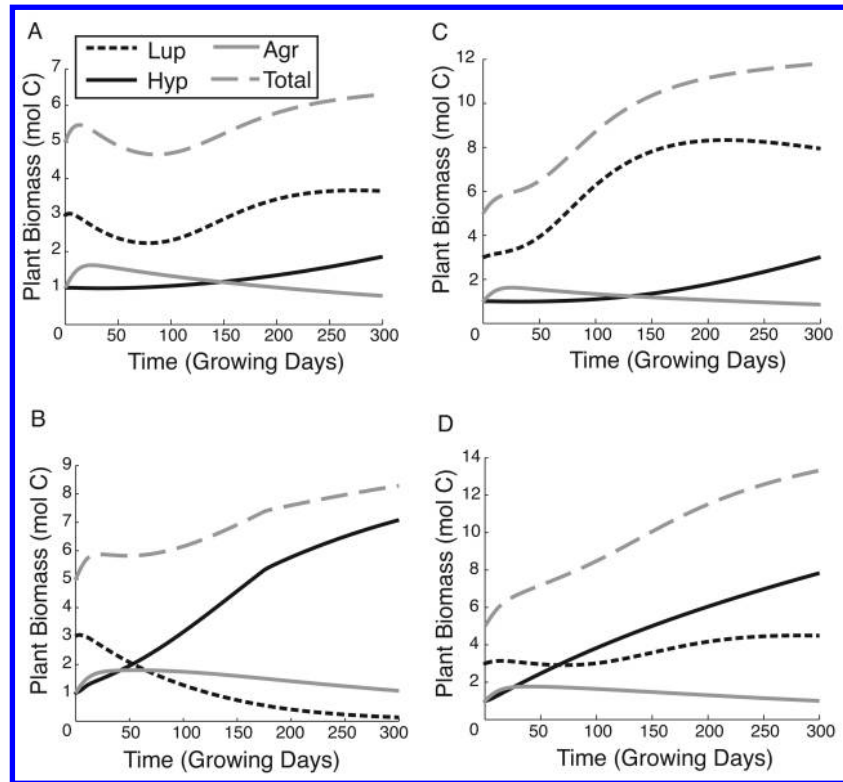 A
Lup
Agr
Hyp
Total
Plant Biomass (mol C)
7
6
5
4
3
2
1
0 50 100 150 200 250 300
Time (Growing Days)
C
Plant Biomass (mol C)
12
10
8
6
4
2
0 50 100 150 200 250 300
Time (Growing Days)
B
Plant Biomass (mol C)
9
8
7
6
5
4
3
2
1
0 50 100 150 200 250 300
Time (Growing Days)
D
Plant Biomass (mol C)
14
12
10
8
6
4
2
0 50 100 150 200 250 300
Time (Growing Days)